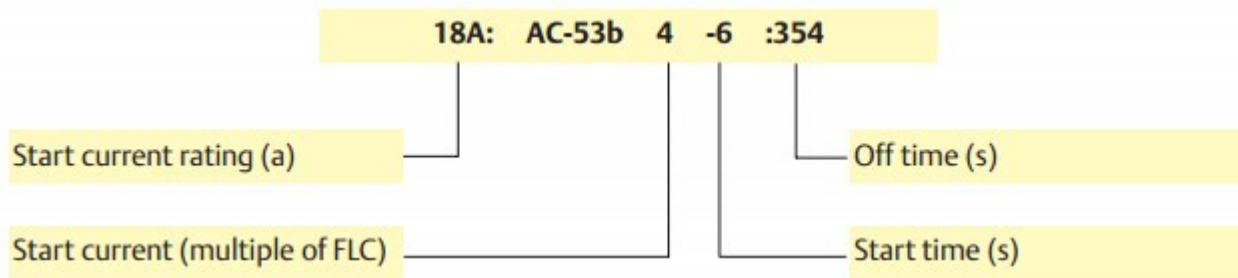 18A: AC-53b 4 -6 :354
Start current rating (a)
Off time (s)
Start current (multiple of FLC)
Start time (s)